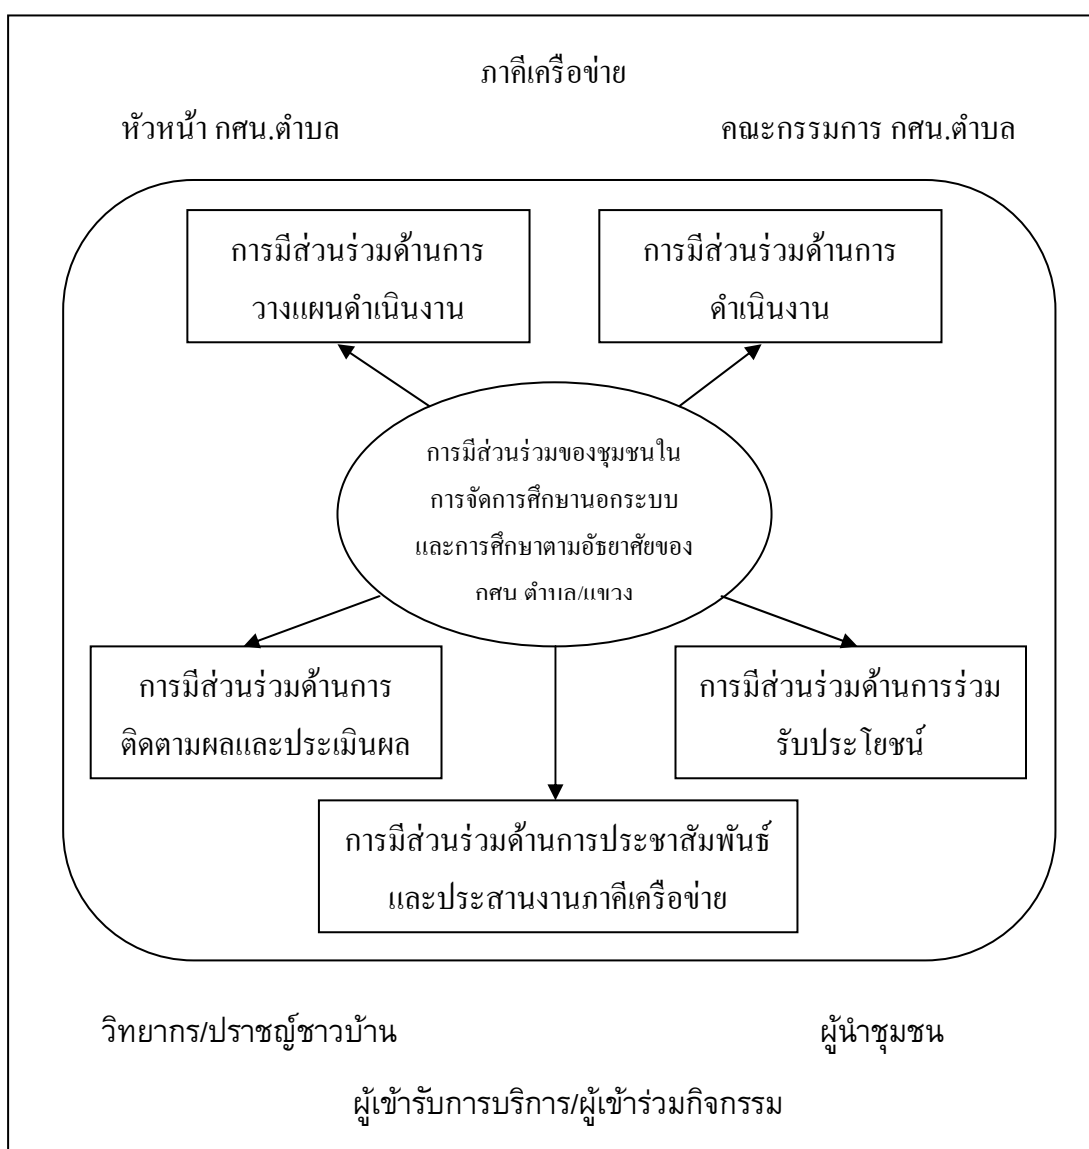 ภาคีเครือข่าย
หัวหน้า กศน.ตำบล
คณะกรรมการ กศน.ตำบล
การมีส่วนร่วมด้านการ
วางแผนดำเนินงาน
การมีส่วนร่วมด้านการ
ดำเนินงาน
การมีส่วนร่วมของชุมชนใน
การจัดการศึกษานอกระบบ
และการศึกษาตามอัธยาศัยของ
กศน ตำบล/แขวง
การมีส่วนร่วมด้านการ
ติดตามผลและประเมินผล
การมีส่วนร่วมด้านการร่วม
รับประโยชน์
การมีส่วนร่วมด้านการประชาสัมพันธ์
และประสานงานภาคีเครือข่าย
วิทยากร/ปราชญ์ชาวบ้าน
ผู้นำชุมชน
ผู้เข้ารับการบริการ/ผู้เข้าร่วมกิจกรรม